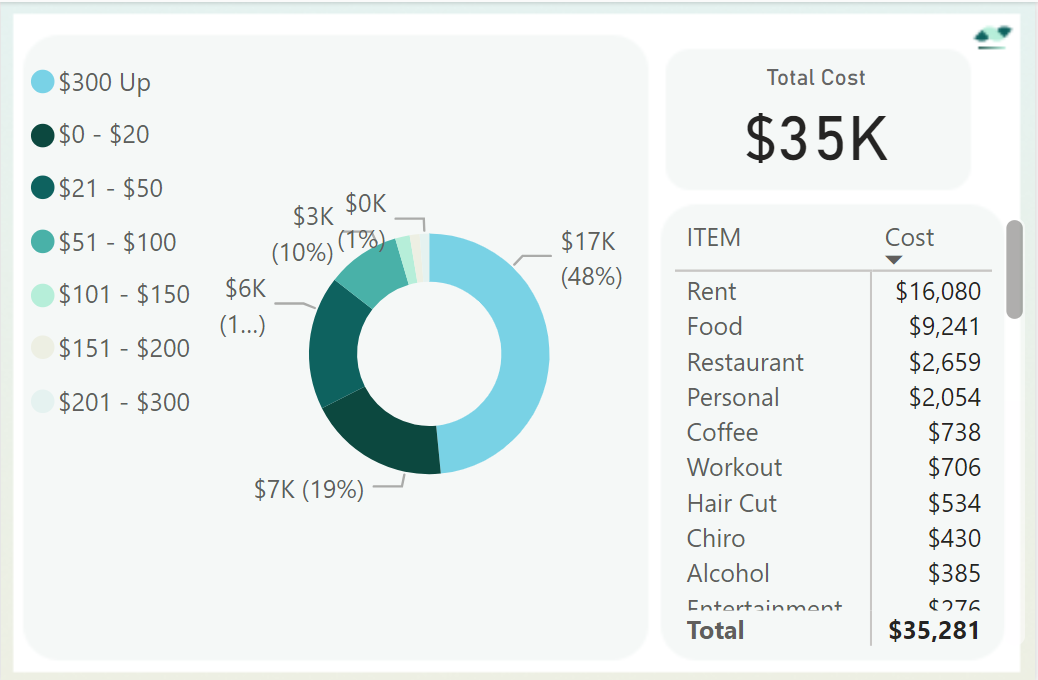 $300 Up
$0 - $20
$21 - $50
$51 - $100
$101 - $150
$151 - $200
$201 - $300
$0K
(1%)
$3K
(10%)
$6K
(1...)
$7K (19%)
$17K
(48%)
Total Cost
$35K
ITEM Cost
Rent $16,080
Food $9,241
Restaurant $2,659
Personal $2,054
Coffee $738
Workout $706
Hair Cut $534
Chiro $430
Alcohol $385
Entertainment $276
Total $35,281